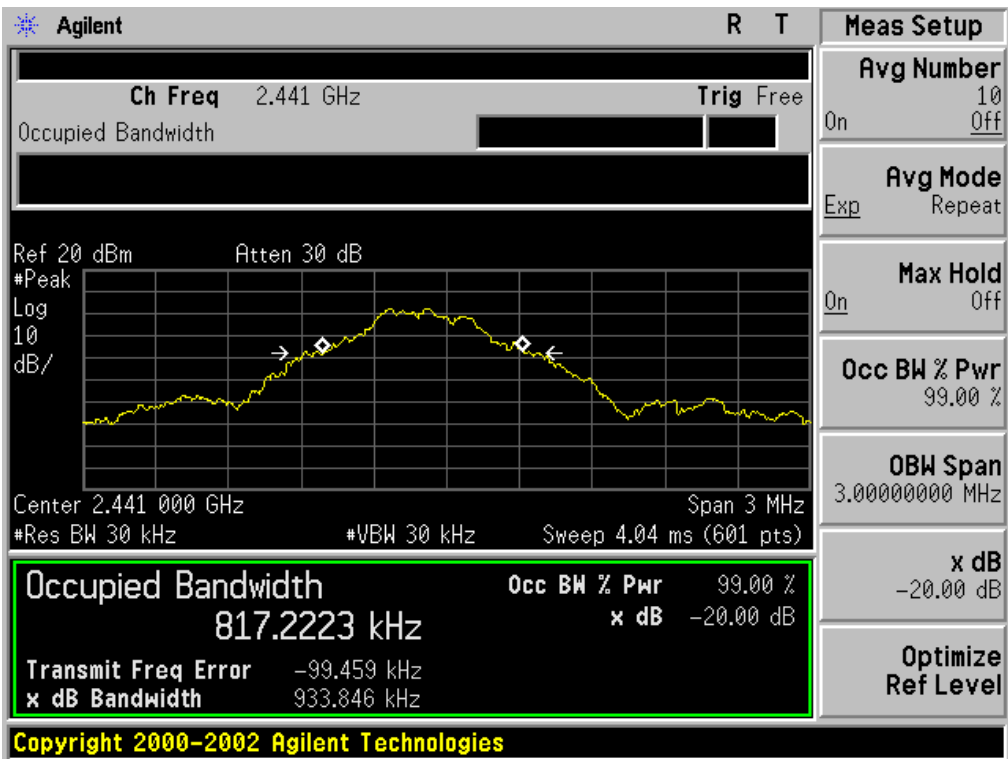 Agilent R T
Ch Freq 2.441 GHz Trig Free
Occupied Bandwidth
Ref 20 dBm Atten 30 dB
#Peak
Log
10
dB/
Center 2.441 000 GHz Span 3 MHz
#Res BW 30 kHz #VBW 30 kHz Sweep 4.04 ms (601 pts)
Occupied Bandwidth Occ BW % Pwr 99.00 %
817.2223 kHz x dB -20.00 dB
Transmit Freq Error -99.459 kHz
x dB Bandwidth 933.846 kHz
Copyright 2000-2002 Agilent Technologies
Meas Setup
Avg Number
10
On Off
Avg Mode
Exp Repeat
Max Hold
On Off
Occ BW % Pwr
99.00 %
OBW Span
3.00000000 MHz
x dB
-20.00 dB
Optimize
Ref Level